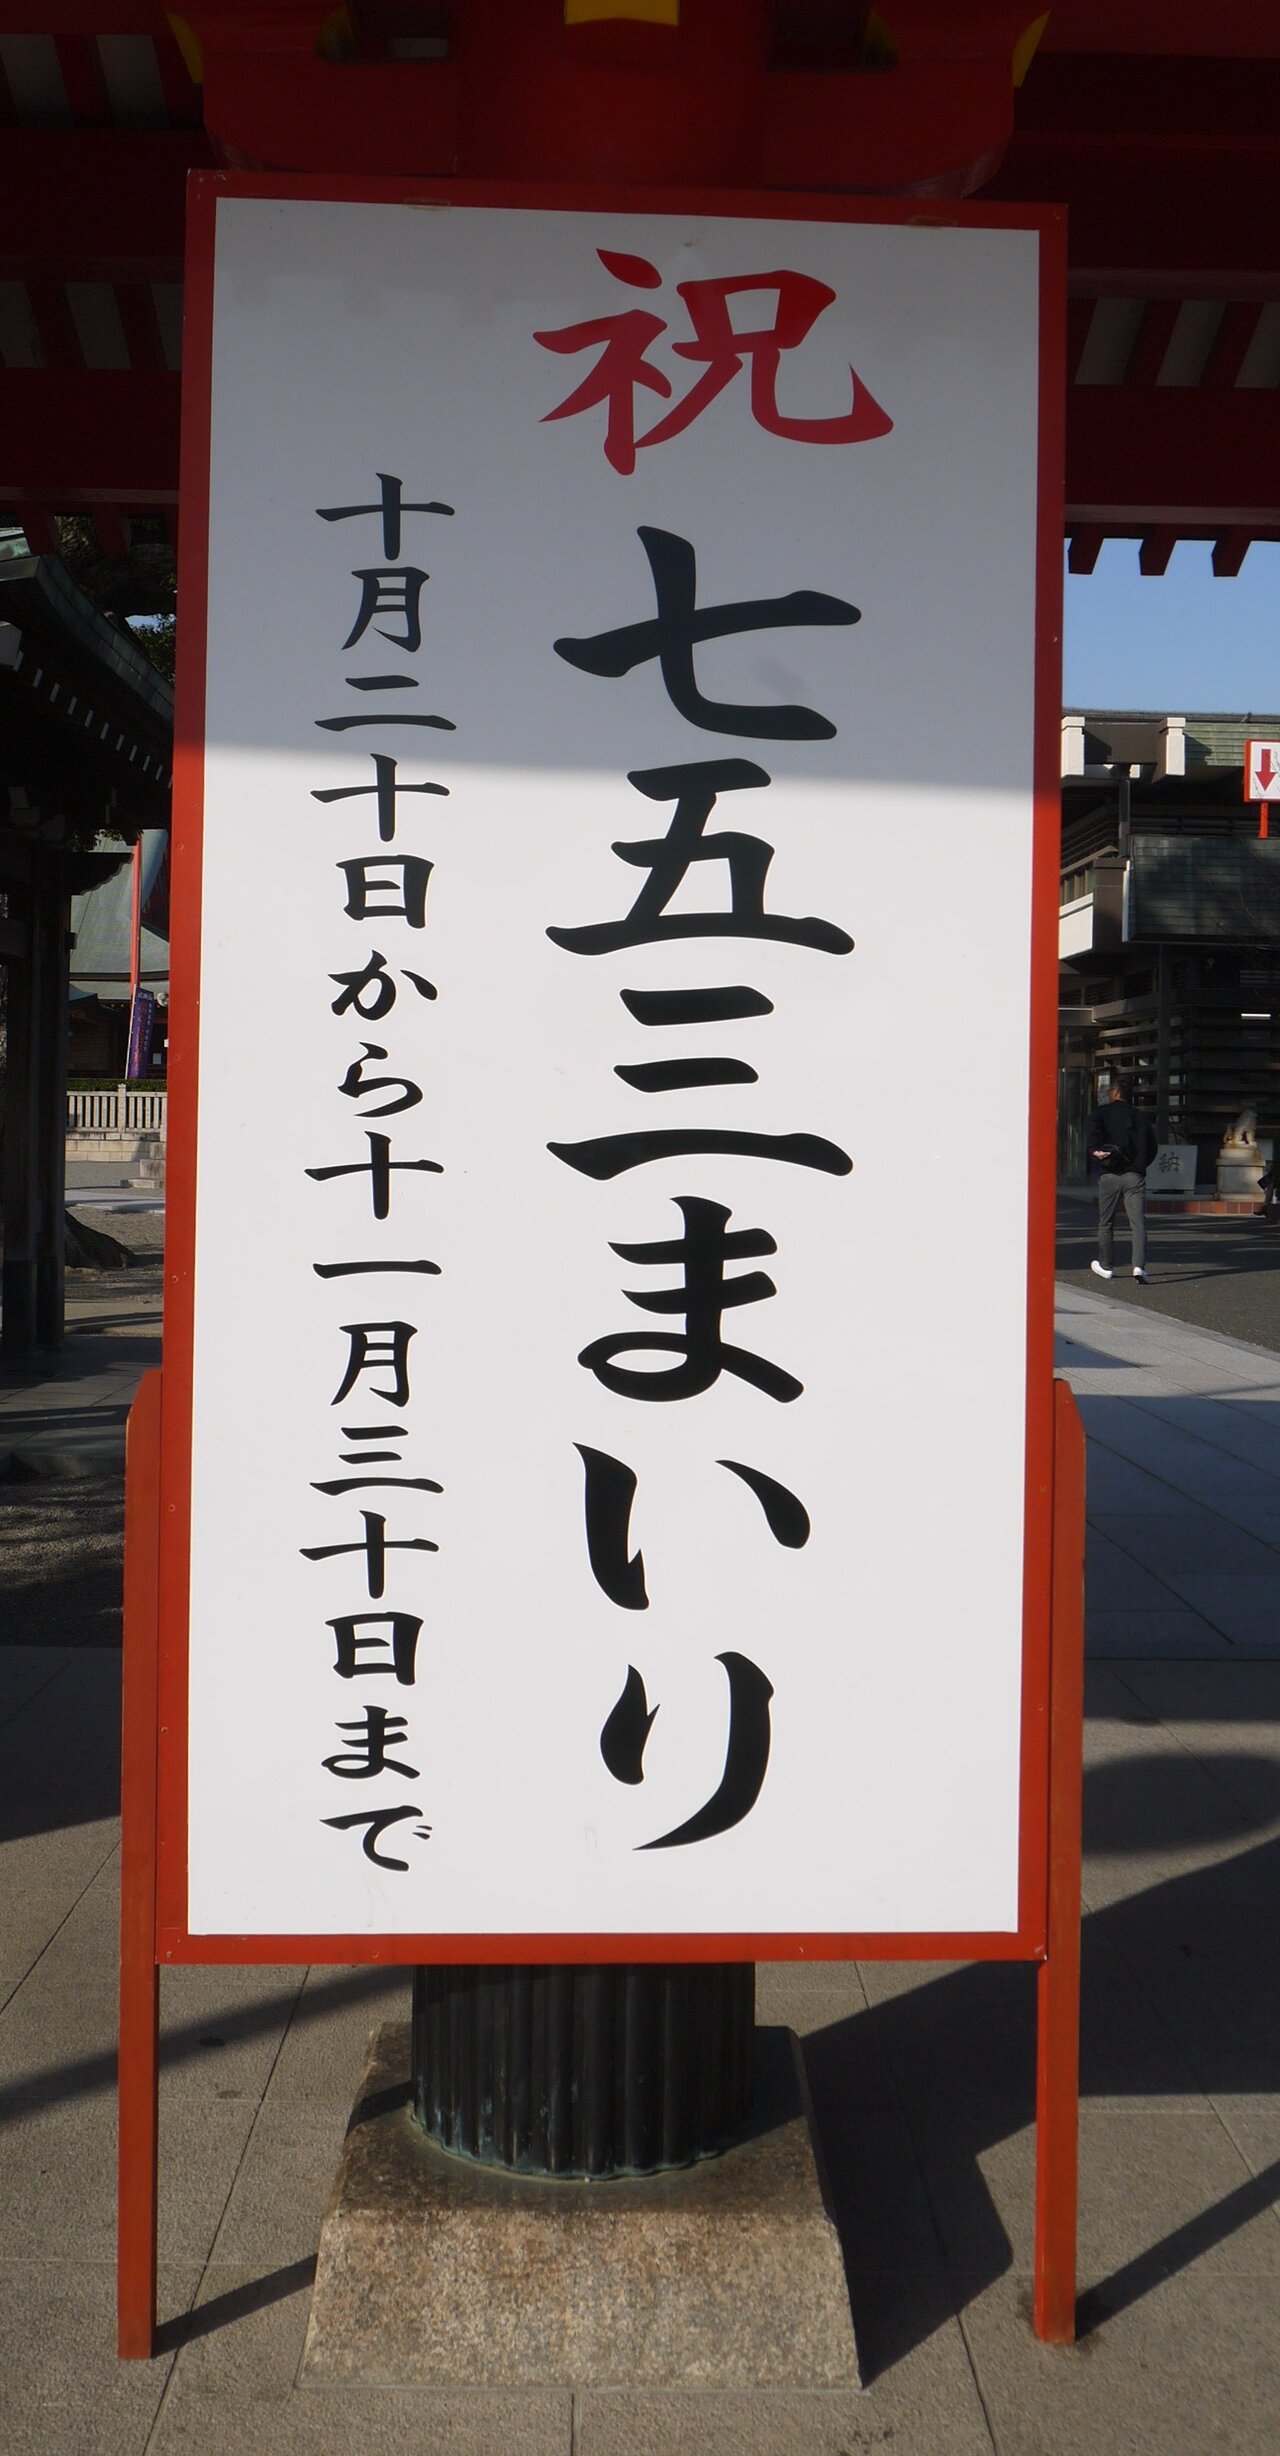 祝 七五三まいり
十月二十日から十一月三十日まで
納